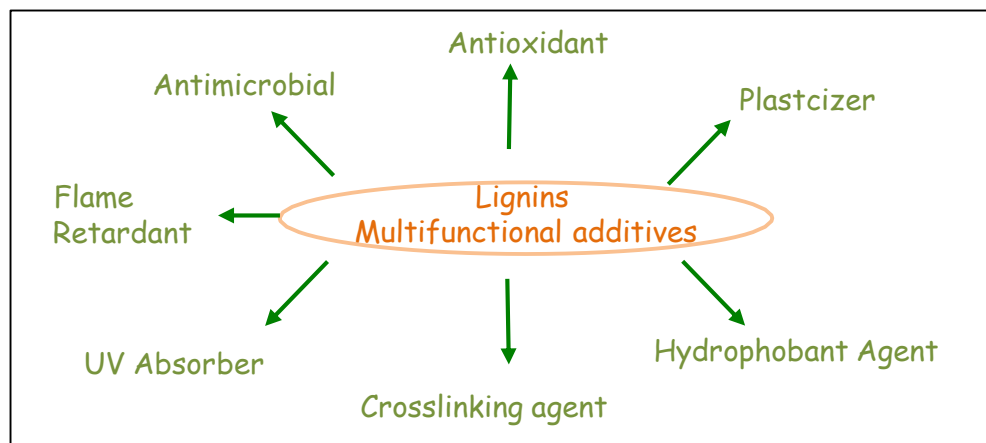 Antioxidant
Antimicrobial
Plastcizer
Flame
Retardant
Lignins
Multifunctional additives
UV Absorber
Hydrophobant Agent
Crosslinking agent